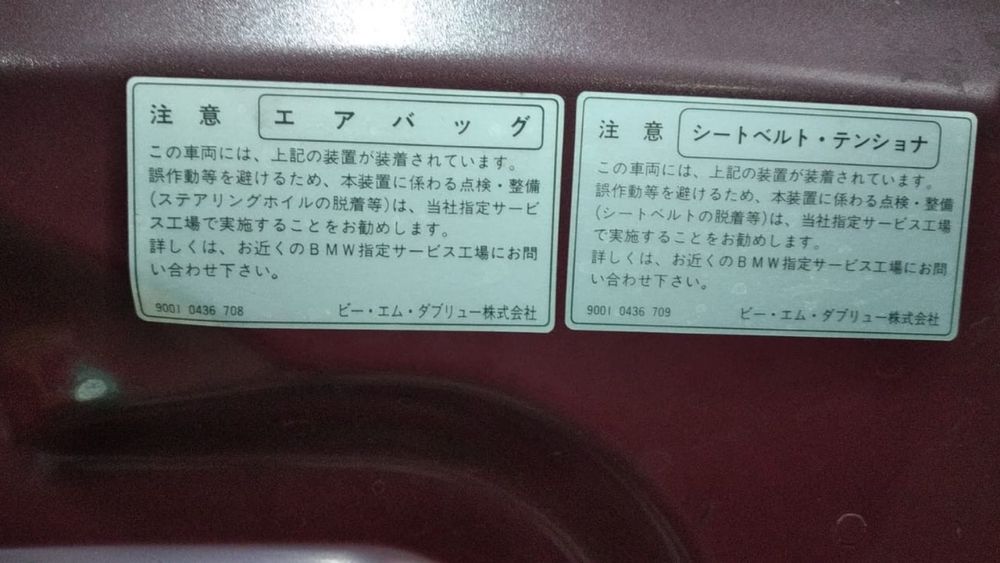 注意 エアバッグ
この車両には、上記の装置が装着されています。
誤作動等を避けるため、本装置に係わる点検・整備
(ステアリングホイルの脱着等)は、当社指定サービ
ス工場で実施することをお勧めします。
詳しくは、お近くのBMW指定サービス工場にお問
い合わせ下さい。
9001 0436 708 ビー・エム・ダブリュー株式会社
注意 シートベルト・テンショナ
この車両には、上記の装置が装着されています。
誤作動等を避けるため、本装置に係わる点検・整備
(シートベルトの脱着等)は、当社指定サービス工場
で実施することをお勧めします。
詳しくは、お近くのBMW指定サービス工場にお問
い合わせ下さい。
9001 0436 709 ビー・エム・ダブリュー株式会社